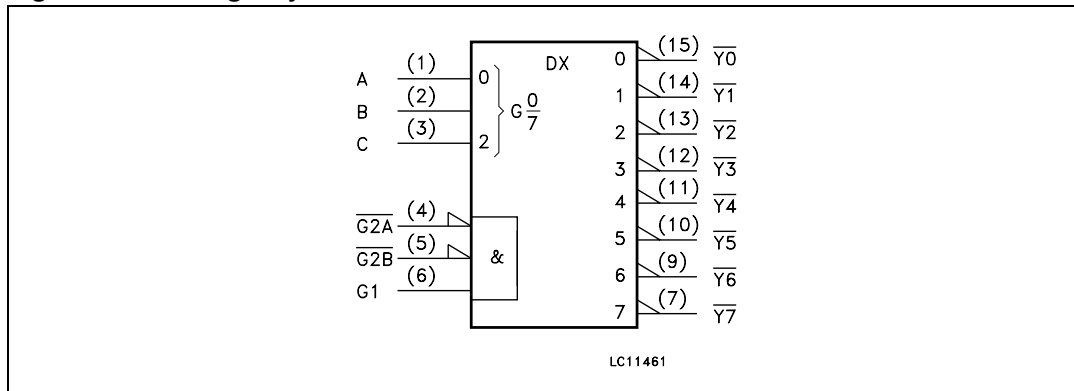 DX
A (1) 0
B (2)
C (3) 2
G 0/7
G2A (4)
G2B (5)
G1 (6)
&
0 (15) Y0
1 (14) Y1
2 (13) Y2
3 (12) Y3
4 (11) Y4
5 (10) Y5
6 (9) Y6
7 (7) Y7
LC11461